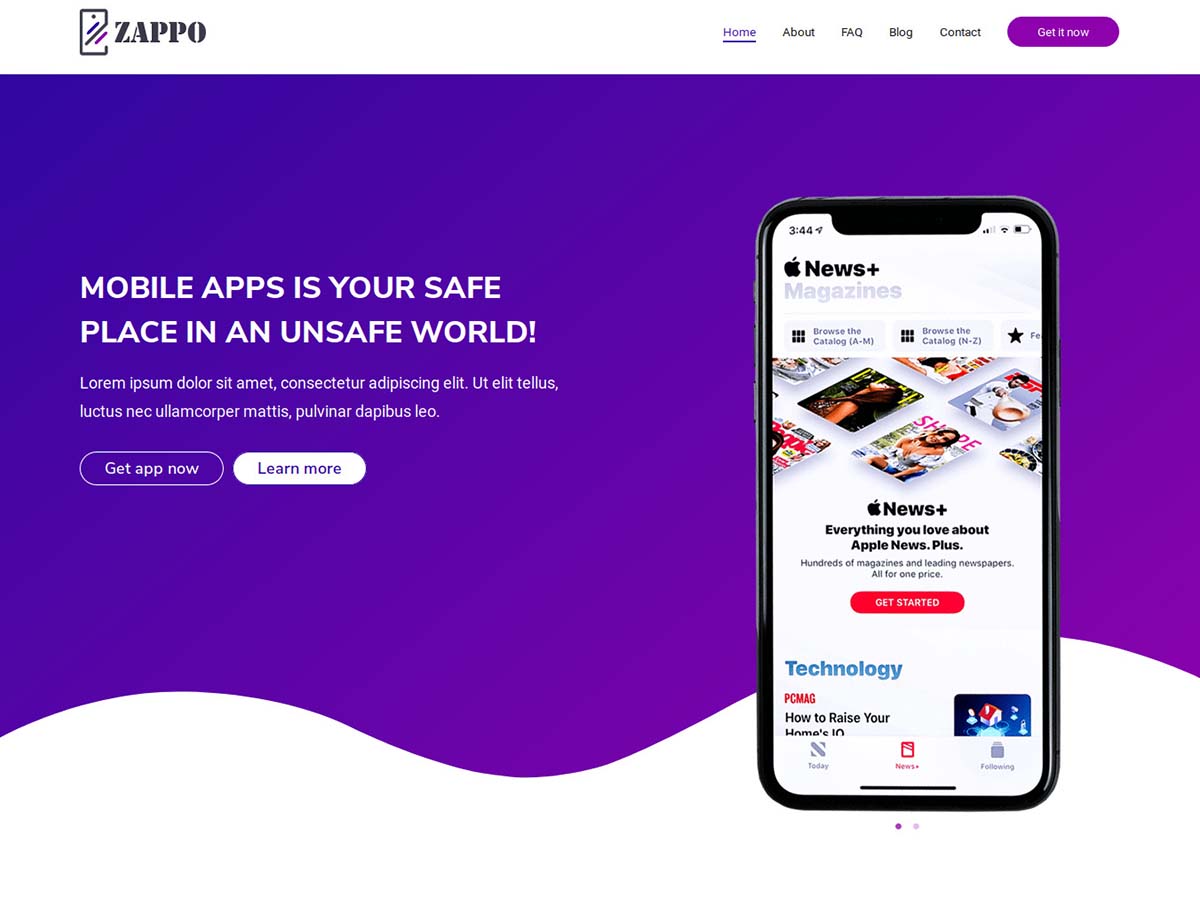 ZAPPO
Home About FAQ Blog Contact Get it now
MOBILE APPS IS YOUR SAFE
PLACE IN AN UNSAFE WORLD!
Lorem ipsum dolor sit amet, consectetur adipiscing elit. Ut elit tellus,
luctus nec ullamcorper mattis, pulvinar dapibus leo.
Get app now Learn more
3:44
News+
Magazines
Browse the
Catalog (A-M)
Browse the
Catalog (N-Z)
Fe
SHAPE
News+
Everything you love about
Apple News. Plus.
Hundreds of magazines and leading newspapers.
All for one price.
GET STARTED
Technology
PCMAG
How to Raise Your
Home's IQ
Today News+ Following